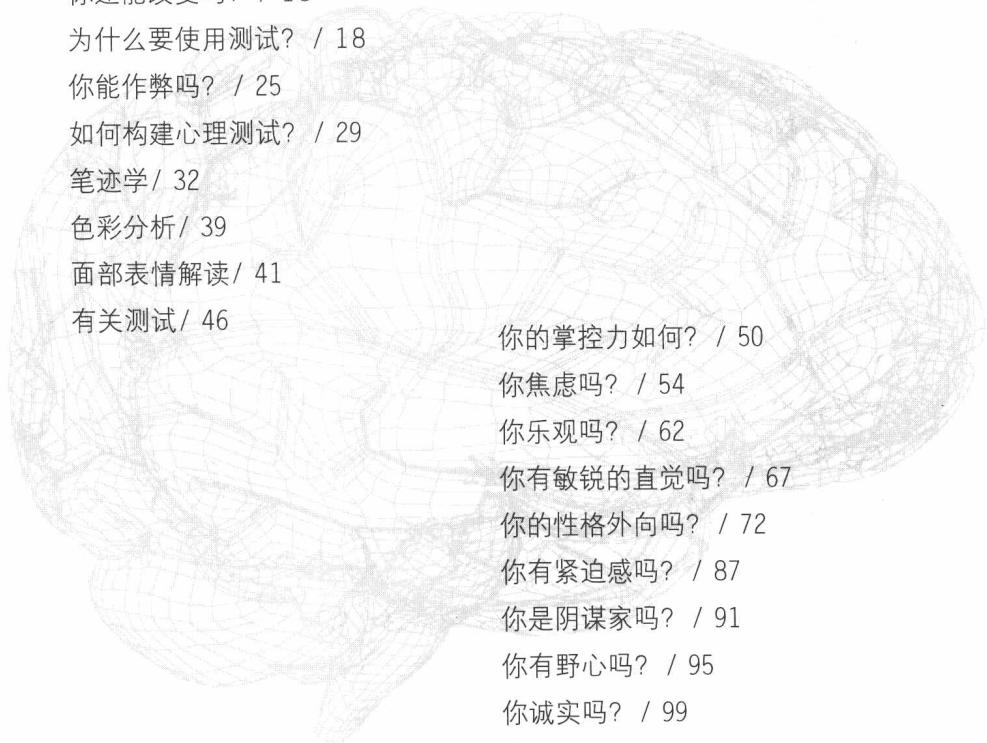 为什么要使用测试? / 18
你能作弊吗? / 25
如何构建心理测试? / 29
笔迹学/ 32
色彩分析/ 39
面部表情解读/ 41
有关测试/ 46
你的掌控力如何? / 50
你焦虑吗? / 54
你乐观吗? / 62
你有敏锐的直觉吗? / 67
你的性格外向吗? / 72
你有紧迫感吗? / 87
你是阴谋家吗? / 91
你有野心吗? / 95
你诚实吗? / 99